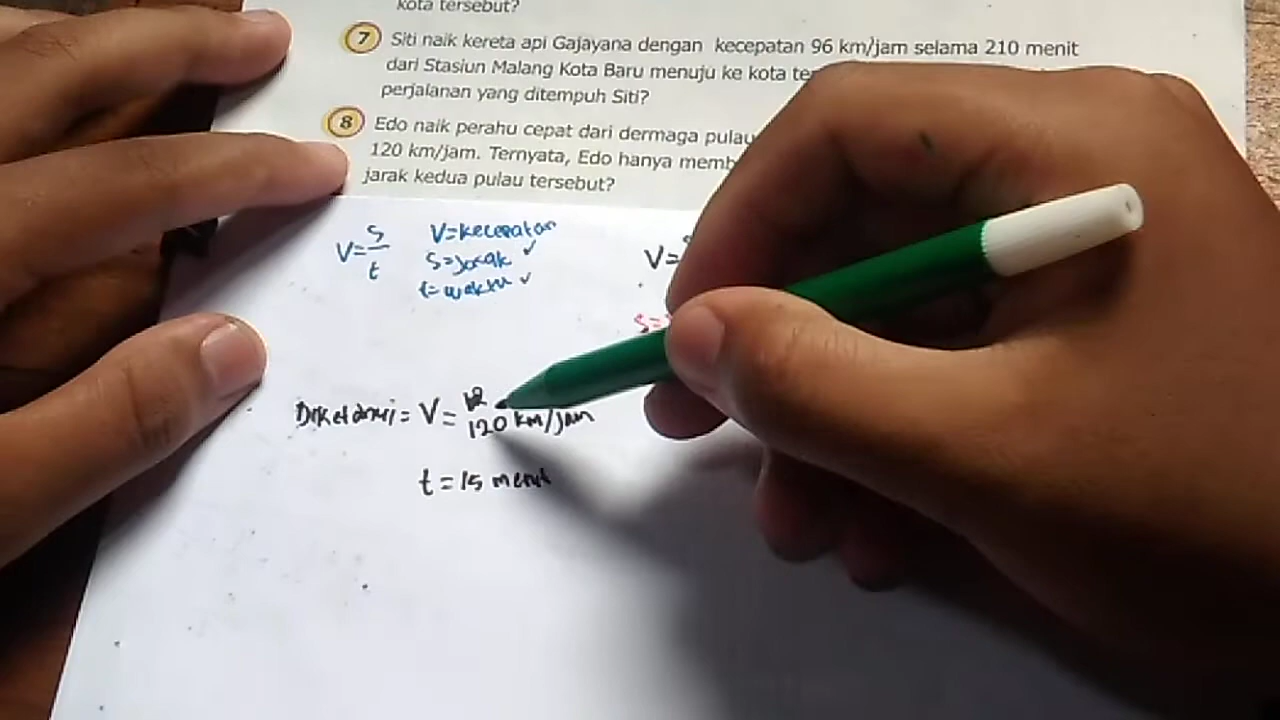 kota tersebut?
7 Siti naik kereta api Gajayana dengan kecepatan 96 km/jam selama 210 menit
dari Stasiun Malang Kota Baru menuju ke kota te
perjalanan yang ditempuh Siti?
8 Edo naik perahu cepat dari dermaga pulau
120 km/jam. Ternyata, Edo hanya memb
jarak kedua pulau tersebut?
V=S/t
V=kecepatan
S=Jarak ✓
t=waktu ✓
V=
S=
Diketahui = V = 120 km/jam
t = 15 menit